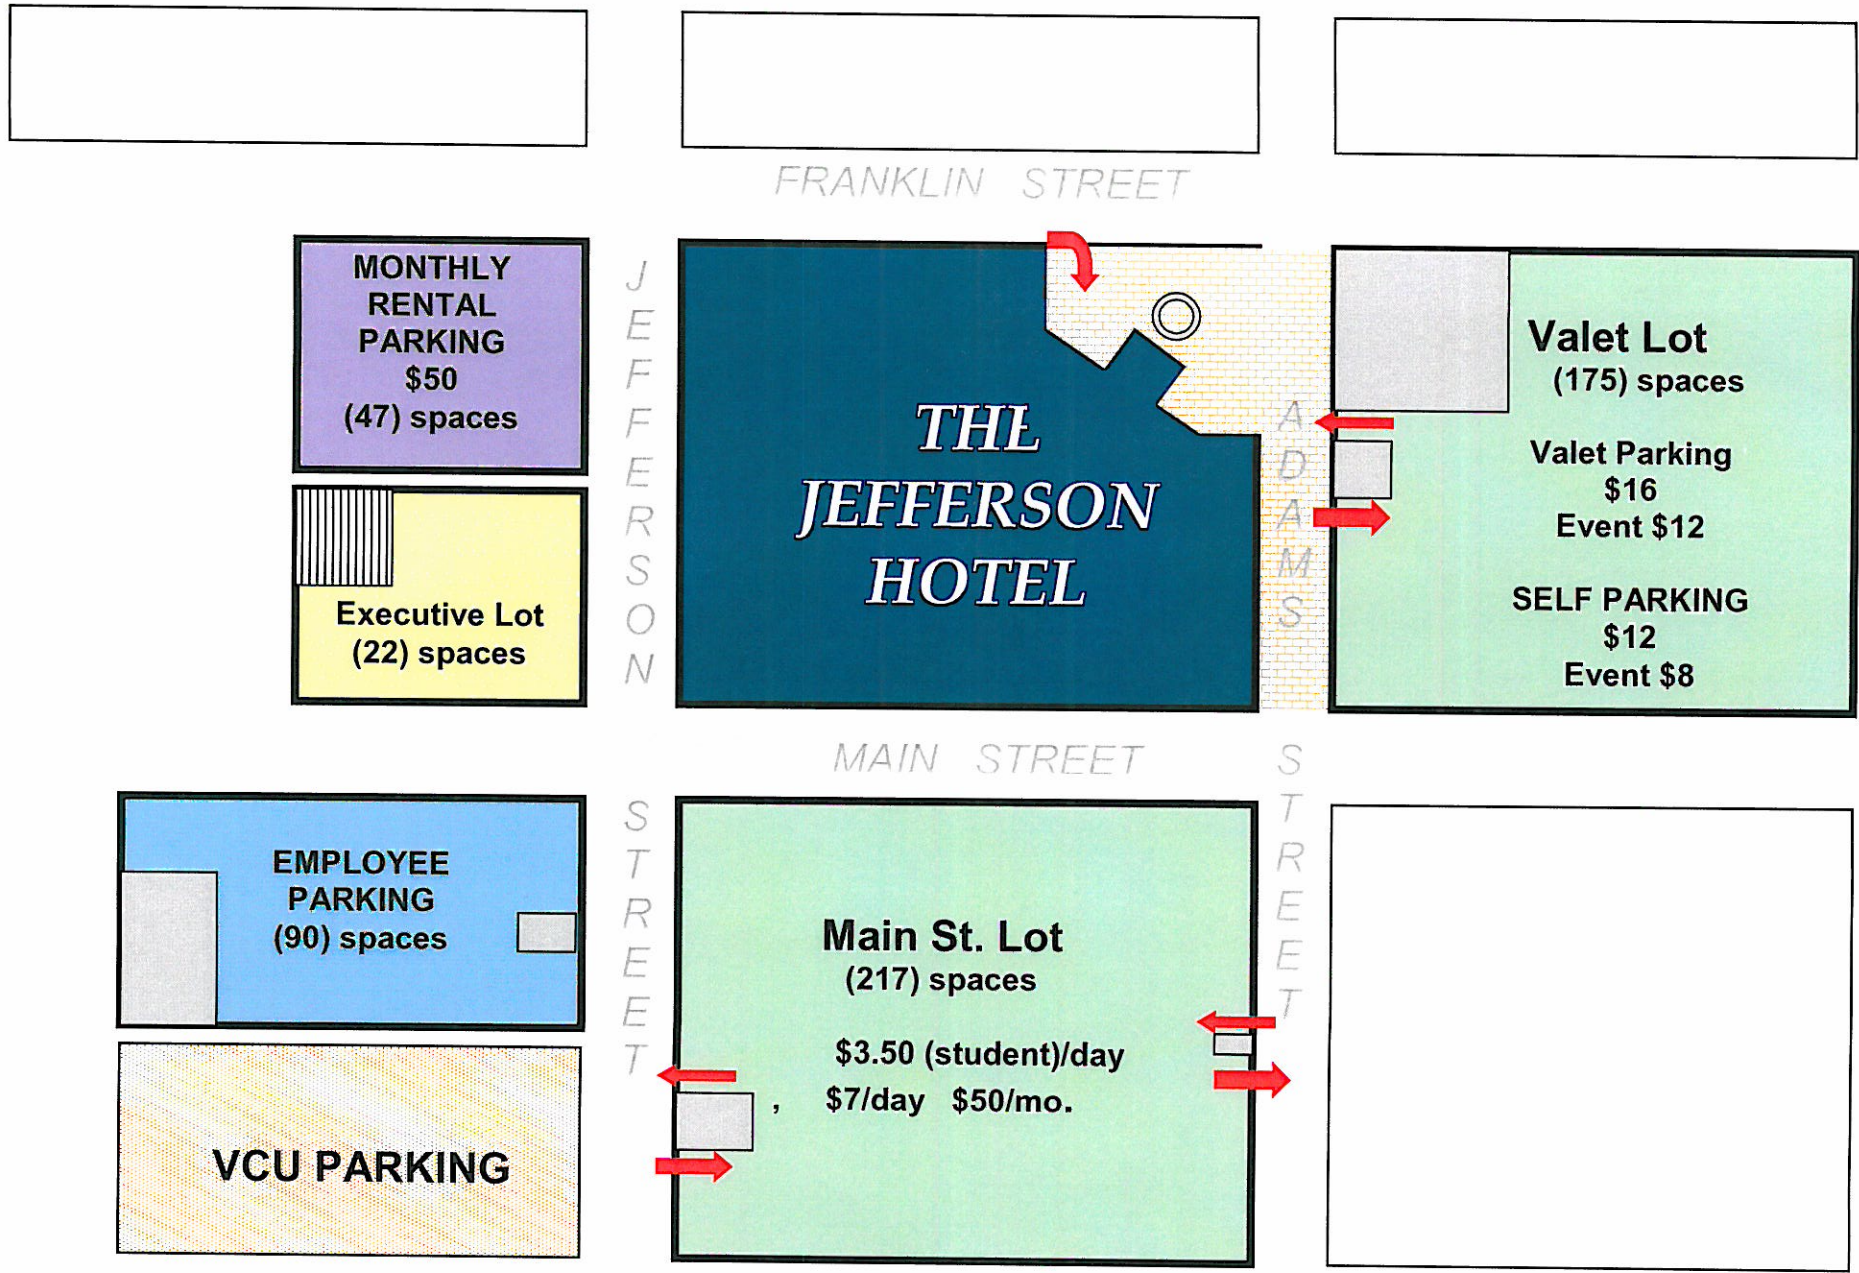 FRANKLIN STREET
MONTHLY
RENTAL
PARKING
$50
(47) spaces
JEFFERSON
STREET
THL
JEFFERSON
HOTEL
ADAMS
STREET
Valet Lot
(175) spaces
Valet Parking
$16
Event $12
SELF PARKING
$12
Event $8
Executive Lot
(22) spaces
MAIN STREET
EMPLOYEE
PARKING
(90) spaces
Main St. Lot
(217) spaces
$3.50 (student)/day
, $7/day $50/mo.
VCU PARKING